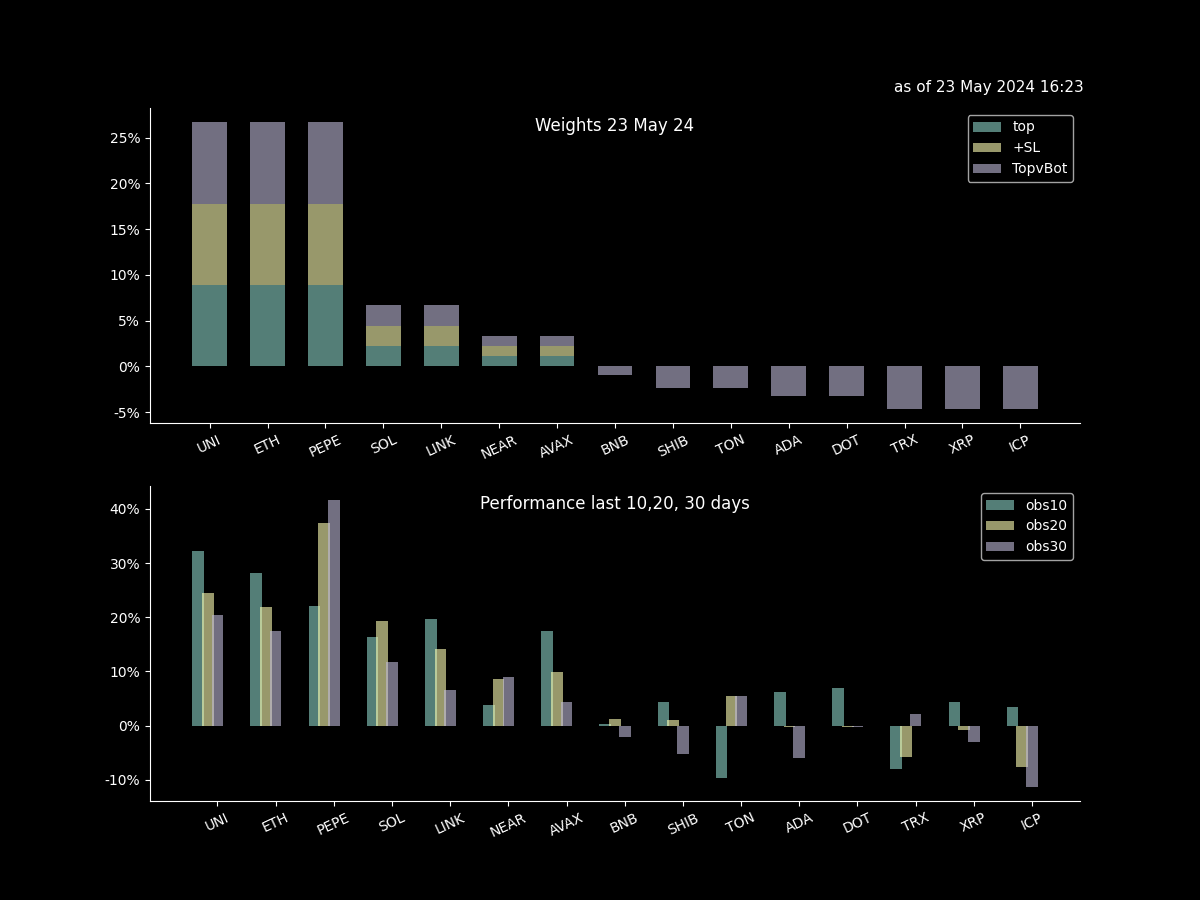 as of 23 May 2024 16:23
Weights 23 May 24
top
+SL
TopvBot
25%
20%
15%
10%
5%
0%
-5%
UNI ETH PEPE SOL LINK NEAR AVAX BNB SHIB TON ADA DOT TRX XRP ICP
Performance last 10,20, 30 days
obs10
obs20
obs30
40%
30%
20%
10%
0%
-10%
UNI ETH PEPE SOL LINK NEAR AVAX BNB SHIB TON ADA DOT TRX XRP ICP